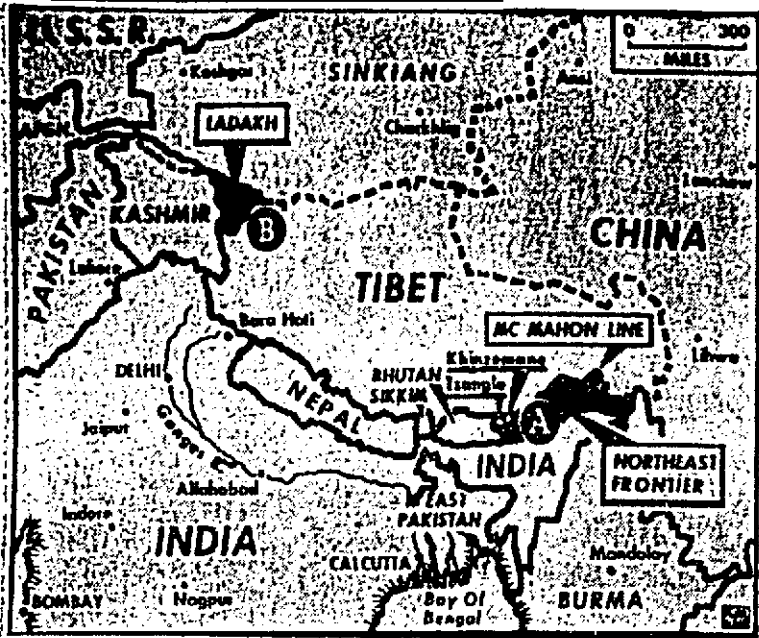 U.S.S.R.
0 300
MILES
SINKIANG
Kashgar
LADAKH
AFGH.
KASHMIR
B
PAKISTAN
CHINA
Lahore
TIBET
MC MAHON LINE
Bara Hoti
Khinzemane
BHUTAN
Tsangle
SIKKIM
DELHI
NEPAL
A
Jaipur
Ganges R.
INDIA
NORTHEAST
FRONTIER
Allahabad
EAST
PAKISTAN
Indore
INDIA
CALCUTTA
Mandalay
BOMBAY
Nagpur
Bay Of
Bengal
BURMA